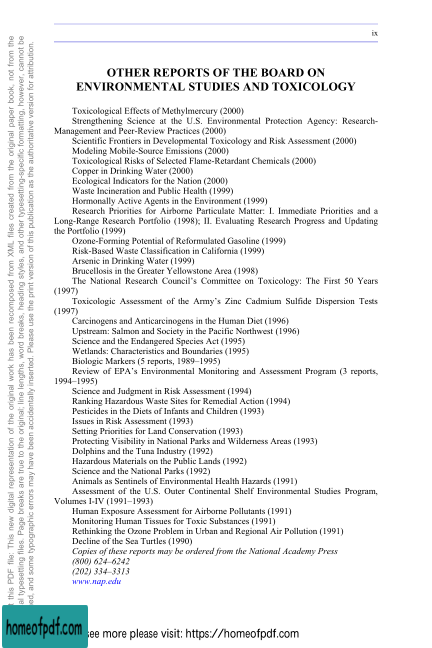 ix
OTHER REPORTS OF THE BOARD ON
ENVIRONMENTAL STUDIES AND TOXICOLOGY
Toxicological Effects of Methylmercury (2000)
Strengthening Science at the U.S. Environmental Protection Agency: Research-
Management and Peer-Review Practices (2000)
Scientific Frontiers in Developmental Toxicology and Risk Assessment (2000)
Modeling Mobile-Source Emissions (2000)
Toxicological Risks of Selected Flame-Retardant Chemicals (2000)
Copper in Drinking Water (2000)
Ecological Indicators for the Nation (2000)
Waste Incineration and Public Health (1999)
Hormonally Active Agents in the Environment (1999)
Research Priorities for Airborne Particulate Matter: I. Immediate Priorities and a
Long-Range Research Portfolio (1998); II. Evaluating Research Progress and Updating
the Portfolio (1999)
Ozone-Forming Potential of Reformulated Gasoline (1999)
Risk-Based Waste Classification in California (1999)
Arsenic in Drinking Water (1999)
Brucellosis in the Greater Yellowstone Area (1998)
The National Research Council's Committee on Toxicology: The First 50 Years
(1997)
Toxicologic Assessment of the Army's Zinc Cadmium Sulfide Dispersion Tests
(1997)
Carcinogens and Anticarcinogens in the Human Diet (1996)
Upstream: Salmon and Society in the Pacific Northwest (1996)
Science and the Endangered Species Act (1995)
Wetlands: Characteristics and Boundaries (1995)
Biologic Markers (5 reports, 1989–1995)
Review of EPA's Environmental Monitoring and Assessment Program (3 reports,
1994–1995)
Science and Judgment in Risk Assessment (1994)
Ranking Hazardous Waste Sites for Remedial Action (1994)
Pesticides in the Diets of Infants and Children (1993)
Issues in Risk Assessment (1993)
Setting Priorities for Land Conservation (1993)
Protecting Visibility in National Parks and Wilderness Areas (1993)
Dolphins and the Tuna Industry (1992)
Hazardous Materials on the Public Lands (1992)
Science and the National Parks (1992)
Animals as Sentinels of Environmental Health Hazards (1991)
Assessment of the U.S. Outer Continental Shelf Environmental Studies Program,
Volumes I-IV (1991–1993)
Human Exposure Assessment for Airborne Pollutants (1991)
Monitoring Human Tissues for Toxic Substances (1991)
Rethinking the Ozone Problem in Urban and Regional Air Pollution (1991)
Decline of the Sea Turtles (1990)
Copies of these reports may be ordered from the National Academy Press
(800) 624–6242
(202) 334–3313
www.nap.edu
t this PDF file: This new digital representation of the original work has been recomposed from XML files created from the original paper book, not from the
al typesetting files. Page breaks are true to the original; line lengths, word breaks, heading styles, and other typesetting-specific formatting, however, cannot be
ed, and some typographic errors may have been accidentally inserted. Please use the print version of this publication as the authoritative version for attribution.
homeofpdf.com
see more please visit: https://homeofpdf.com